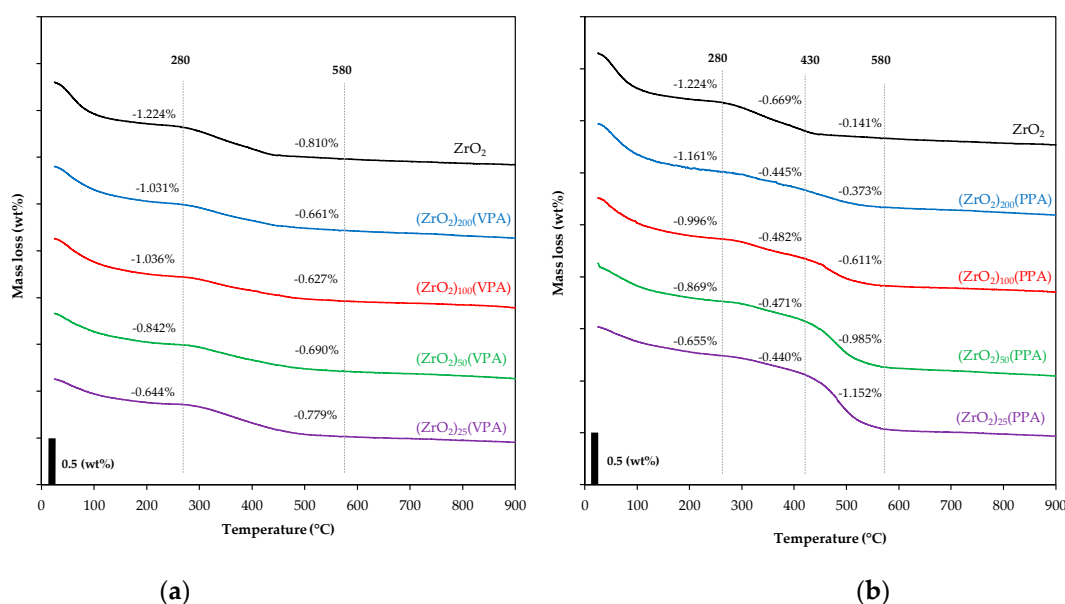 280
580
-1.224%
-0.810%
ZrO2
-1.031%
-0.661%
(ZrO2)200(VPA)
-1.036%
-0.627%
(ZrO2)100(VPA)
-0.842%
-0.690%
(ZrO2)50(VPA)
-0.644%
-0.779%
(ZrO2)25(VPA)
0.5 (wt%)
Mass loss (wt%)
0 100 200 300 400 500 600 700 800 900
Temperature (°C)
(a)
280 430 580
-1.224%
-0.669%
-0.141%
ZrO2
-1.161%
-0.445%
-0.373%
(ZrO2)200(PPA)
-0.996%
-0.482%
-0.611%
(ZrO2)100(PPA)
-0.869%
-0.471%
-0.985%
(ZrO2)50(PPA)
-0.655%
-0.440%
-1.152%
(ZrO2)25(PPA)
0.5 (wt%)
Mass loss (wt%)
0 100 200 300 400 500 600 700 800 900
Temperature (°C)
(b)